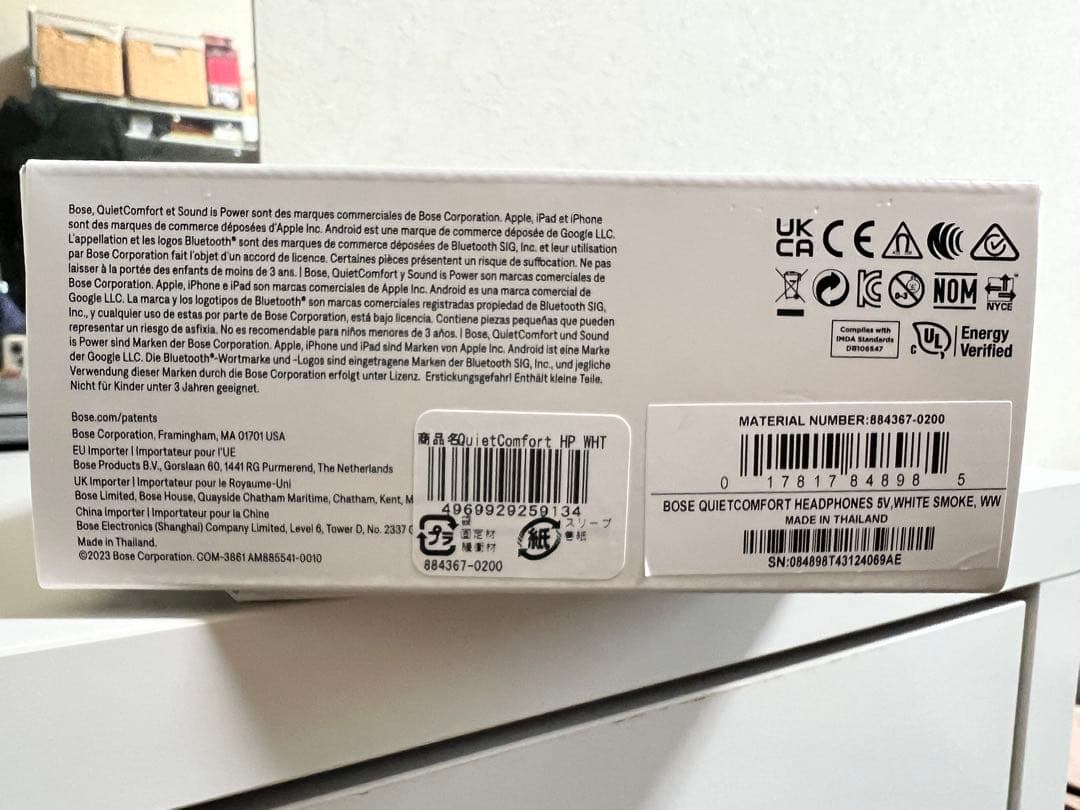 Bose, QuietComfort et Sound is Power sont des marques commerciales de Bose Corporation. Apple, iPad et iPhone
sont des marques de commerce déposées d'Apple Inc. Android est une marque de commerce déposée de Google LLC.
L'appellation et les logos Bluetooth® sont des marques de commerce déposées de Bluetooth SIG, Inc. et leur utilisation
par Bose Corporation fait l'objet d'un accord de licence. Certaines pièces présentent un risque de suffocation. Ne pas
laisser à la portée des enfants de moins de 3 ans. | Bose, QuietComfort y Sound is Power son marcas comerciales de
Bose Corporation. Apple, iPhone e iPad son marcas comerciales de Apple Inc. Android es una marca comercial de
Google LLC. La marca y los logotipos de Bluetooth® son marcas comerciales registradas propiedad de Bluetooth SIG,
Inc., y cualquier uso de estas por parte de Bose Corporation, está bajo licencia. Contiene piezas pequeñas que pueden
representar un riesgo de asfixia. No es recomendable para niños menores de 3 años. | Bose, QuietComfort und Sound
is Power sind Marken der Bose Corporation. Apple, iPhone und iPad sind Marken von Apple Inc. Android ist eine Marke
der Google LLC. Die Bluetooth®-Wortmarke und -Logos sind eingetragene Marken der Bluetooth SIG, Inc., und jegliche
Verwendung dieser Marken durch die Bose Corporation erfolgt unter Lizenz. Erstickungsgefahr! Enthält kleine Teile.
Nicht für Kinder unter 3 Jahren geeignet.
UK
CA CE
NOM
NYCE
Complies with
IMDA Standards
DB106547
c UL
Energy
Verified
Bose.com/patents
Bose Corporation, Framingham, MA 01701 USA
EU Importer | Importateur pour l'UE
Bose Products B.V., Gorslaan 60, 1441 RG Purmerend, The Netherlands
UK Importer | Importateur pour le Royaume-Uni
Bose Limited, Bose House, Quayside Chatham Maritime, Chatham, Kent, M
China Importer | Importateur pour la Chine
Bose Electronics (Shanghai) Company Limited, Level 6, Tower D, No. 2337 G
Made in Thailand.
©2023 Bose Corporation. COM-3861 AM885541-0010
商品名QuietComfort HP WHT
4969929259134
プラ
袋
固定材
緩衝材
紙
スリーブ
巻紙
884367-0200
MATERIAL NUMBER:884367-0200
0 17817 84898 5
BOSE QUIETCOMFORT HEADPHONES 5V,WHITE SMOKE, WW
MADE IN THAILAND
SN:084898T43124069AE